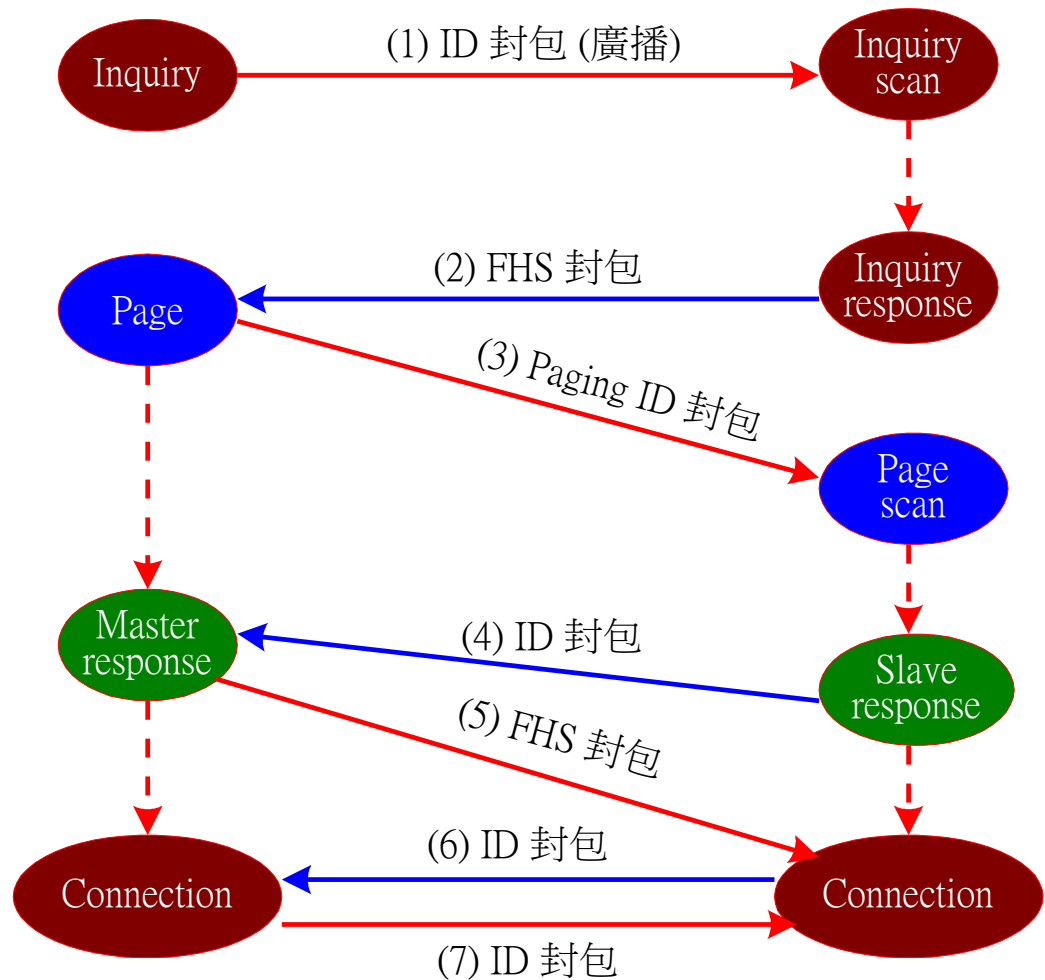 (1) ID 封包 (廣播)
Inquiry
Inquiry
scan
(2) FHS 封包
Inquiry
response
Page
(3) Paging ID 封包
Page
scan
Master
response
(4) ID 封包
Slave
response
(5) FHS 封包
(6) ID 封包
Connection
Connection
(7) ID 封包